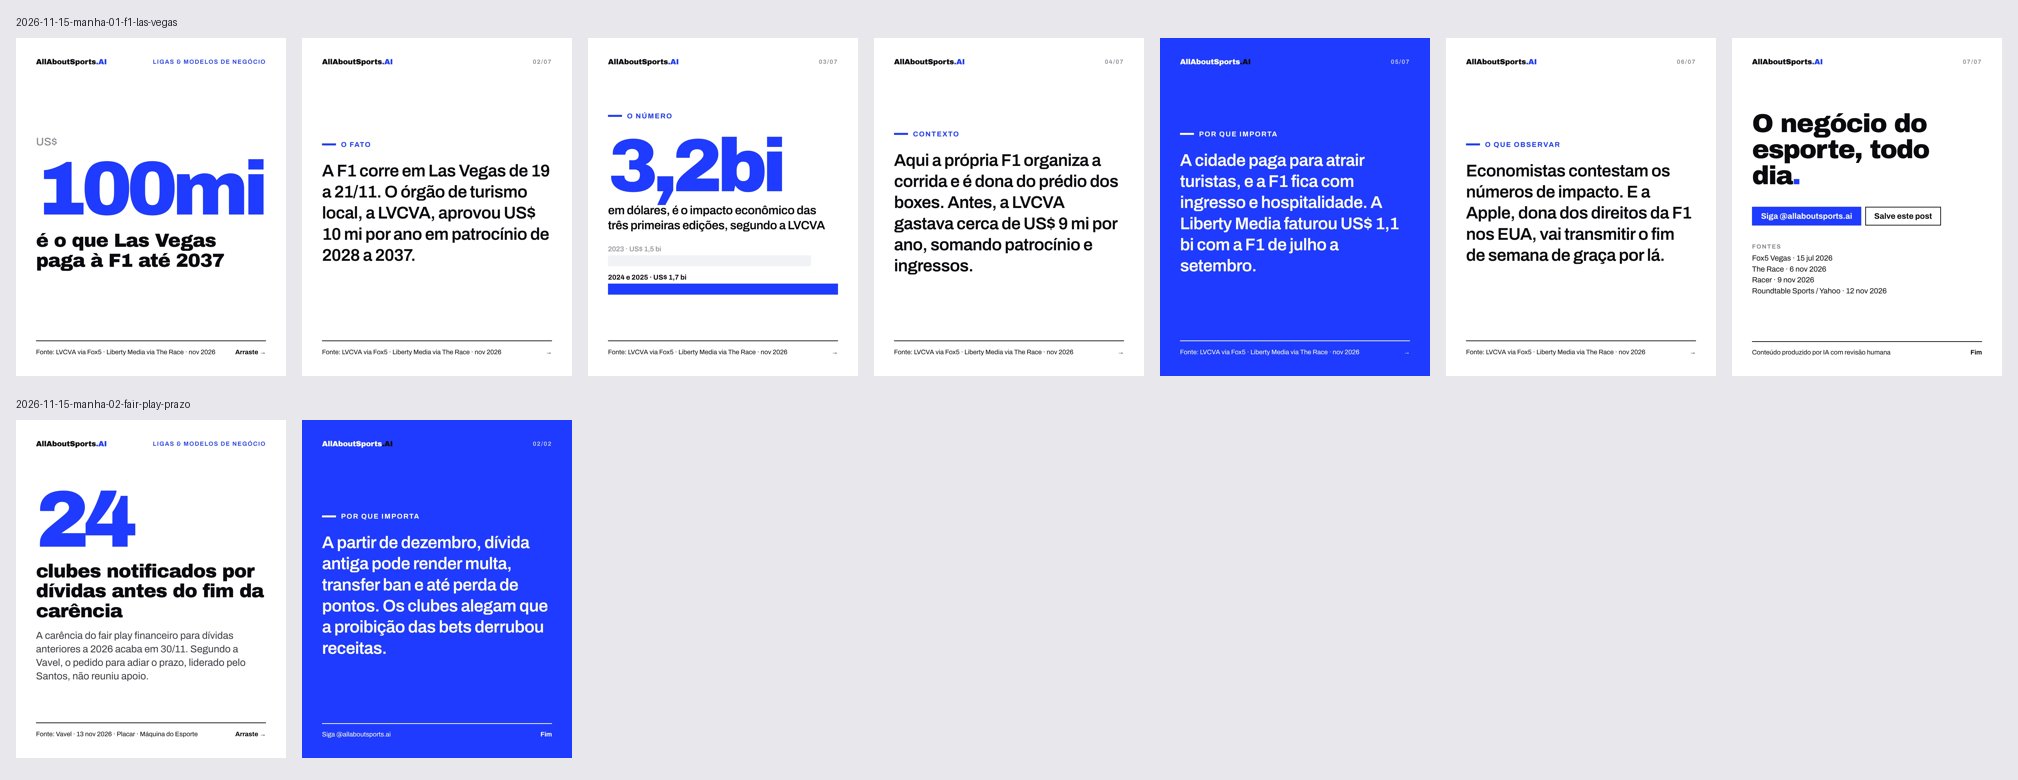 2026-11-15-manha-01-f1-las-vegas
AllAboutSports.AI
LIGAS & MODELOS DE NEGÓCIO
US$
100mi
é o que Las Vegas
paga à F1 até 2037
Fonte: LVCVA via Fox5 · Liberty Media via The Race · nov 2026
Arraste →
AllAboutSports.AI
02/07
O FATO
A F1 corre em Las Vegas de 19
a 21/11. O órgão de turismo
local, a LVCVA, aprovou US$
10 mi por ano em patrocínio de
2028 a 2037.
Fonte: LVCVA via Fox5 · Liberty Media via The Race · nov 2026
→
AllAboutSports.AI
03/07
O NÚMERO
3,2bi
em dólares, é o impacto econômico das
três primeiras edições, segundo a LVCVA
2023 · US$ 1,5 bi
2024 e 2025 · US$ 1,7 bi
Fonte: LVCVA via Fox5 · Liberty Media via The Race · nov 2026
→
AllAboutSports.AI
04/07
CONTEXTO
Aqui a própria F1 organiza a
corrida e é dona do prédio dos
boxes. Antes, a LVCVA
gastava cerca de US$ 9 mi por
ano, somando patrocínio e
ingressos.
Fonte: LVCVA via Fox5 · Liberty Media via The Race · nov 2026
→
AllAboutSports.AI
05/07
POR QUE IMPORTA
A cidade paga para atrair
turistas, e a F1 fica com
ingresso e hospitalidade. A
Liberty Media faturou US$ 1,1
bi com a F1 de julho a
setembro.
Fonte: LVCVA via Fox5 · Liberty Media via The Race · nov 2026
→
AllAboutSports.AI
06/07
O QUE OBSERVAR
Economistas contestam os
números de impacto. E a
Apple, dona dos direitos da F1
nos EUA, vai transmitir o fim
de semana de graça por lá.
Fonte: LVCVA via Fox5 · Liberty Media via The Race · nov 2026
→
AllAboutSports.AI
07/07
O negócio do
esporte, todo
dia.
Siga @allaboutsports.ai
Salve este post
FONTES
Fox5 Vegas · 15 jul 2026
The Race · 6 nov 2026
Racer · 9 nov 2026
Roundtable Sports / Yahoo · 12 nov 2026
Conteúdo produzido por IA com revisão humana
Fim
2026-11-15-manha-02-fair-play-prazo
AllAboutSports.AI
LIGAS & MODELOS DE NEGÓCIO
24
clubes notificados por
dívidas antes do fim da
carência
A carência do fair play financeiro para dívidas
anteriores a 2026 acaba em 30/11. Segundo a
Vavel, o pedido para adiar o prazo, liderado pelo
Santos, não reuniu apoio.
Fonte: Vavel · 13 nov 2026 · Placar · Máquina do Esporte
Arraste →
AllAboutSports.AI
02/02
POR QUE IMPORTA
A partir de dezembro, dívida
antiga pode render multa,
transfer ban e até perda de
pontos. Os clubes alegam que
a proibição das bets derrubou
receitas.
Siga @allaboutsports.ai
Fim